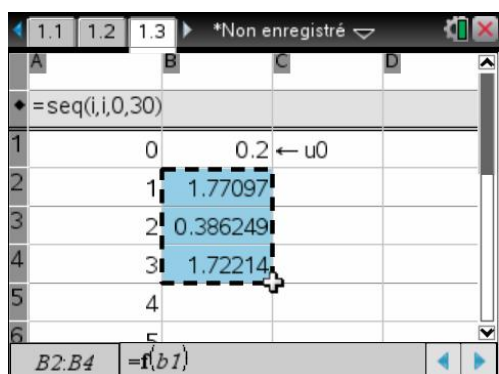 1.1 1.2 1.3 *Non enregistré
A B C D
=seq(i,i,0,30)
1 0 0.2 ← u0
2 1 1.77097
3 2 0.386249
4 3 1.72214
5 4
6 5
B2:B4 =f(b1)